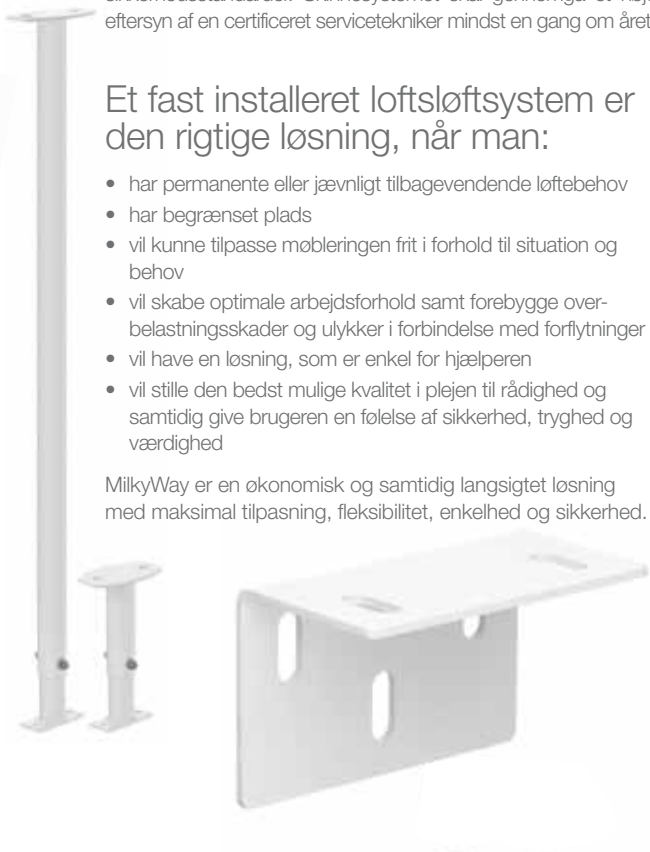 eftersyn af en certificeret servicetekniker mindst en gang om året
Et fast installeret loftsløftsystem er
den rigtige løsning, når man:
• har permanente eller jævnligt tilbagevendende løftebehov
• har begrænset plads
• vil kunne tilpasse møbleringen frit i forhold til situation og
behov
• vil skabe optimale arbejdsforhold samt forebygge over-
belastningsskader og ulykker i forbindelse med forflytninger
• vil have en løsning, som er enkel for hjælperen
• vil stille den bedst mulige kvalitet i plejen til rådighed og
samtidig give brugeren en følelse af sikkerhed, tryghed og
værdighed
MilkyWay er en økonomisk og samtidig langsigtet løsning
med maksimal tilpasning, fleksibilitet, enkelhed og sikkerhed.